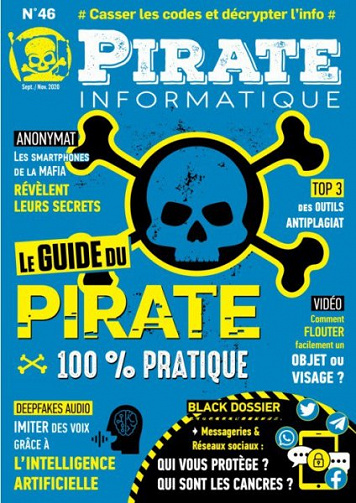 N°46
# Casser les codes et décrypter l'info #
PIRATE
INFORMATIQUE
Sept. / Nov. 2020
ANONYMAT
LES SMARTPHONES
DE LA MAFIA
RÉVÈLENT
LEURS SECRETS
TOP 3
DES OUTILS
ANTIPLAGIAT
LE GUIDE DU
PIRATE
100 % PRATIQUE
VIDÉO
Comment
FLOUTER
facilement un
OBJET OU
VISAGE ?
DEEPFAKES AUDIO
IMITER DES VOIX
GRÂCE À
L'INTELLIGENCE
ARTIFICIELLE
BLACK DOSSIER
+ Messageries &
Réseaux sociaux :
QUI VOUS PROTÈGE ?
QUI SONT LES CANCRES ?